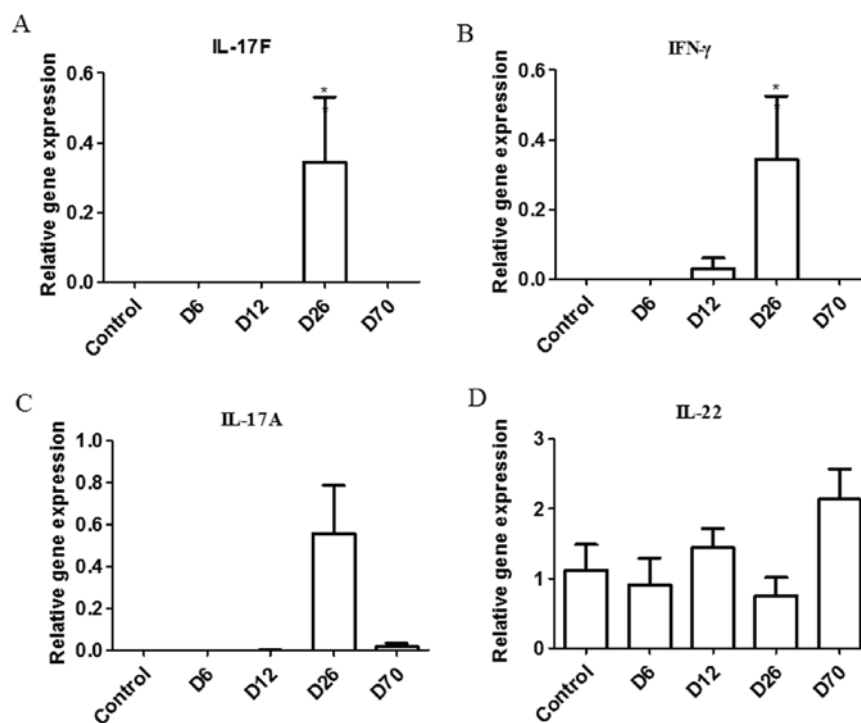 A
IL-17F
Relative gene expression
0.6
0.4
0.2
0.0
*
Control
D6
D12
D26
D70
B
IFN-γ
Relative gene expression
0.6
0.4
0.2
0.0
*
Control
D6
D12
D26
D70
C
IL-17A
Relative gene expression
1.0
0.8
0.6
0.4
0.2
0.0
Control
D6
D12
D26
D70
D
IL-22
Relative gene expression
3
2
1
0
Control
D6
D12
D26
D70